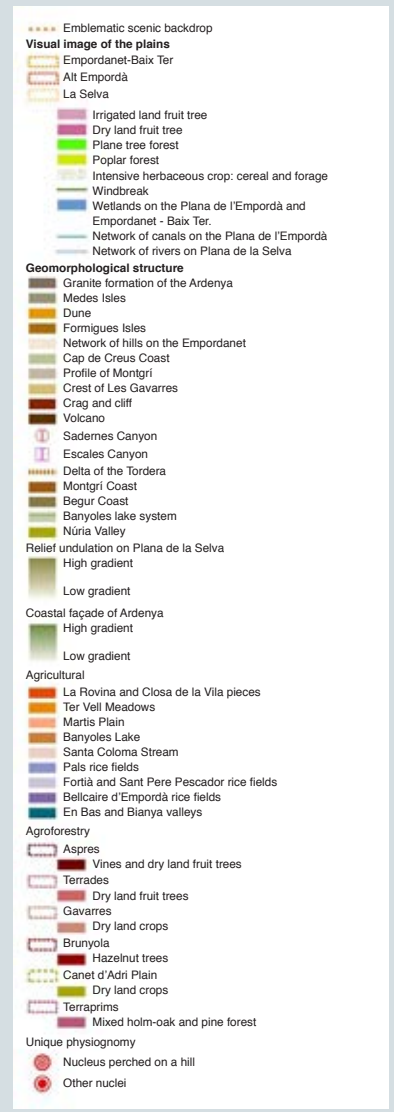 Emblematic scenic backdrop
Visual image of the plains
Empordanet-Baix Ter
Alt Empordà
La Selva
Irrigated land fruit tree
Dry land fruit tree
Plane tree forest
Poplar forest
Intensive herbaceous crop: cereal and forage
Windbreak
Wetlands on the Plana de l'Empordà and
Empordanet - Baix Ter.
Network of canals on the Plana de l'Empordà
Network of rivers on Plana de la Selva
Geomorphological structure
Granite formation of the Ardenya
Medes Isles
Dune
Formigues Isles
Network of hills on the Empordanet
Cap de Creus Coast
Profile of Montgrí
Crest of Les Gavarres
Crag and cliff
Volcano
Sadernes Canyon
Escales Canyon
Delta of the Tordera
Montgrí Coast
Begur Coast
Banyoles lake system
Núria Valley
Relief undulation on Plana de la Selva
High gradient
Low gradient
Coastal façade of Ardenya
High gradient
Low gradient
Agricultural
La Rovina and Closa de la Vila pieces
Ter Vell Meadows
Martis Plain
Banyoles Lake
Santa Coloma Stream
Pals rice fields
Fortià and Sant Pere Pescador rice fields
Bellcaire d'Empordà rice fields
En Bas and Bianya valleys
Agroforestry
Aspres
Vines and dry land fruit trees
Terrades
Dry land fruit trees
Gavarres
Dry land crops
Brunyola
Hazelnut trees
Canet d'Adri Plain
Dry land crops
Terraprims
Mixed holm-oak and pine forest
Unique physiognomy
Nucleus perched on a hill
Other nuclei